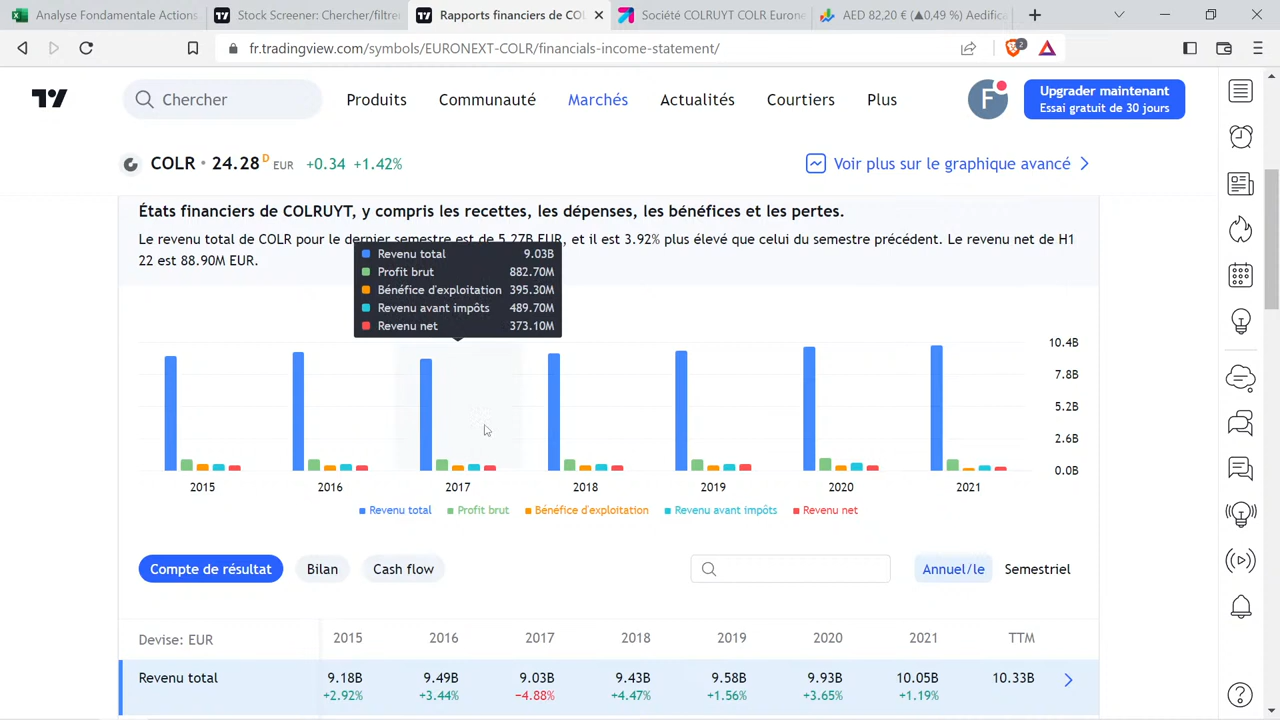 Analyse Fondamental Actions
Stock Screener: Chercher/filtrer
Rapports financiers de CO
Société COLRUYT COLR Euron
AED 82,20 € (▲0,49 %) Aedific
fr.tradingview.com/symbols/EURONEXT-COLR/financials-income-statement/
2
Chercher
Produits
Communauté
Marchés
Actualités
Courtiers
Plus
F
Upgrader maintenant
Essai gratuit de 30 jours
COLR • 24.28 D EUR +0.34 +1.42%
Voir plus sur le graphique avancé
États financiers de COLRUYT, y compris les recettes, les dépenses, les bénéfices et les pertes.
Le revenu total de COLR pour le dernier semestre est de 5.27B EUR, et il est 3.92% plus élevé que celui du semestre précédent. Le revenu net de H1
22 est 88.90M EUR.
Revenu total 9.03B
Profit brut 882.70M
Bénéfice d'exploitation 395.30M
Revenu avant impôts 489.70M
Revenu net 373.10M
10.4B
7.8B
5.2B
2.6B
0.0B
2015 2016 2017 2018 2019 2020 2021
Revenu total Profit brut Bénéfice d'exploitation Revenu avant impôts Revenu net
Compte de résultat Bilan Cash flow
Annuel/le Semestriel
Devise: EUR 2015 2016 2017 2018 2019 2020 2021 TTM
Revenu total 9.18B 9.49B 9.03B 9.43B 9.58B 9.93B 10.05B 10.33B
+2.92% +3.44% −4.88% +4.47% +1.56% +3.65% +1.19%